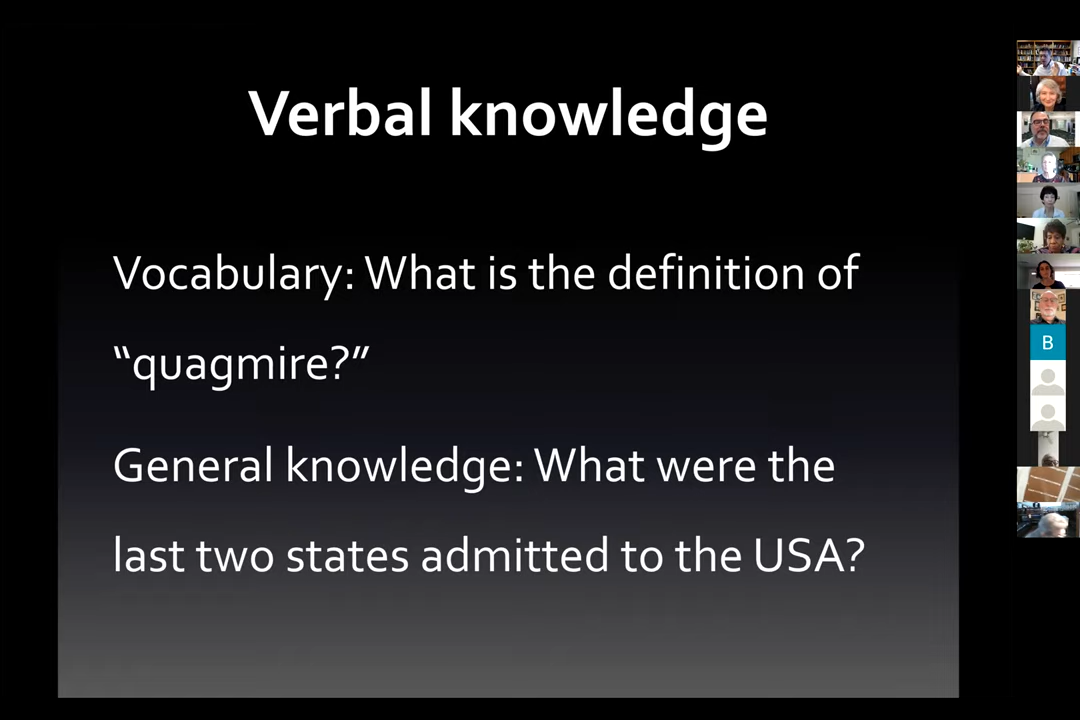 Verbal knowledge
Vocabulary: What is the definition of
“quagmire?”
General knowledge: What were the
last two states admitted to the USA?
B